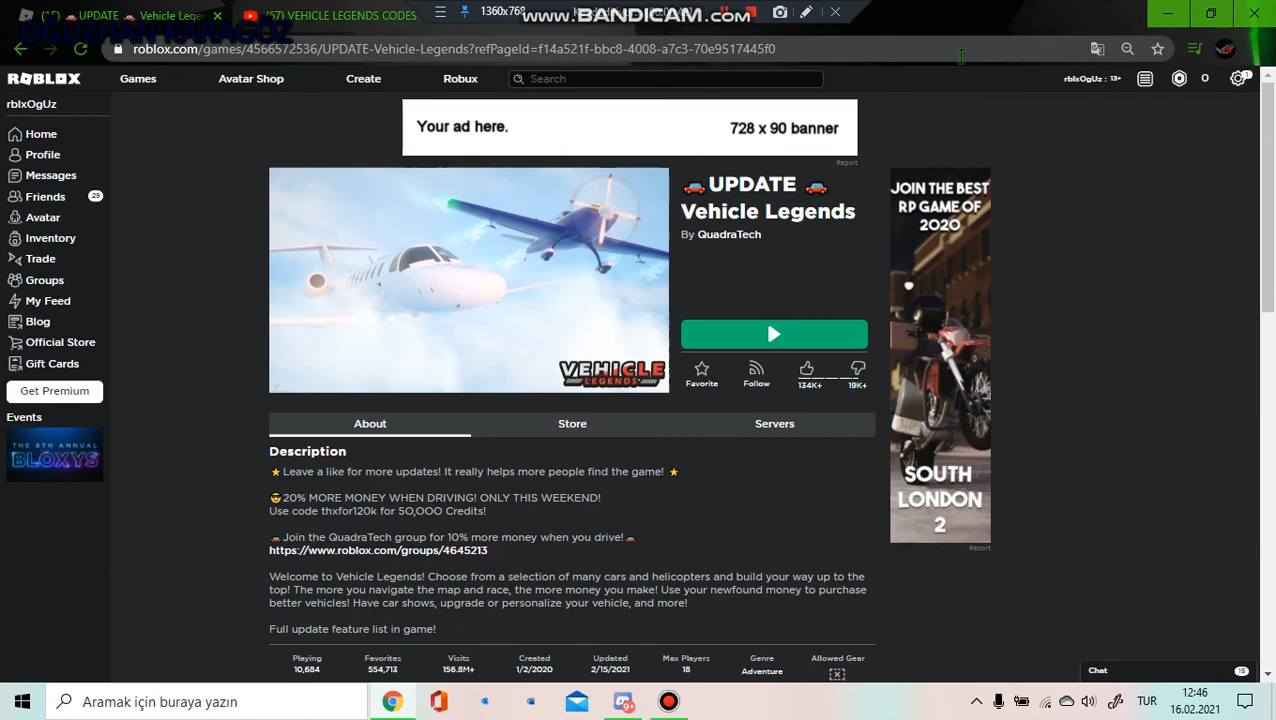 (15) 🚗 UPDATE 🚗 Vehicle Lege
(67) VEHICLE LEGENDS CODES
1360x768
www.BANDICAM.com
OĞUZHAN KARAGÖZ
roblox.com/games/4566572536/UPDATE-Vehicle-Legends?refPageId=f14a521f-bbc8-4008-a7c3-70e9517445f0
ROBLOX
Games
Avatar Shop
Create
Robux
Search
rblxOgUz : 13+
0
1
rblxOgUz
Home
Profile
Messages
Friends
29
Avatar
Inventory
Trade
Groups
My Feed
Blog
Official Store
Gift Cards
Get Premium
Events
THE 8TH ANNUAL
BLOXYS
Your ad here.
728 x 90 banner
Report
VEHICLE
LEGENDS
🚗UPDATE 🚗
Vehicle Legends
By QuadraTech
Favorite
Follow
134K+
19K+
JOIN THE BEST
RP GAME OF
2020
SOUTH
LONDON
2
Report
About
Store
Servers
Description
⭐Leave a like for more updates! It really helps more people find the game! ⭐
😎20% MORE MONEY WHEN DRIVING! ONLY THIS WEEKEND!
Use code thxfor120k for 50,000 Credits!
🚗Join the QuadraTech group for 10% more money when you drive!🚗
https://www.roblox.com/groups/4645213
Welcome to Vehicle Legends! Choose from a selection of many cars and helicopters and build your way up to the
top! The more you navigate the map and race, the more money you make! Use your newfound money to purchase
better vehicles! Have car shows, upgrade or personalize your vehicle, and more!
Full update feature list in game!
Playing
10,684
Favorites
554,713
Visits
156.8M+
Created
1/2/2020
Updated
2/15/2021
Max Players
18
Genre
Adventure
Allowed Gear
Chat
15
Aramak için buraya yazın
TUR
12:46
16.02.2021